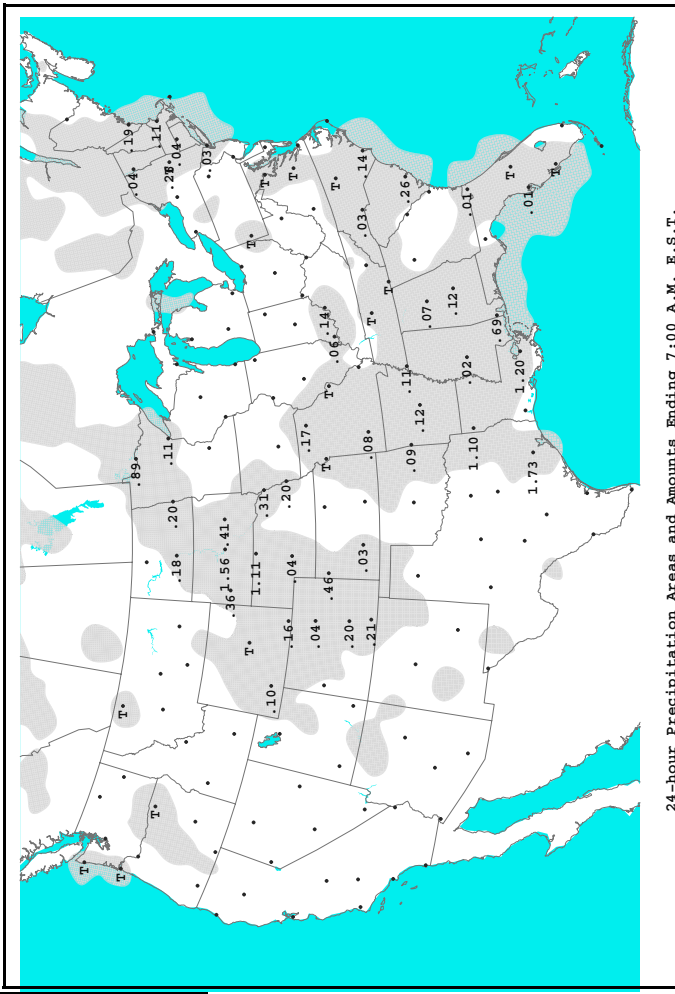 T
T
T
.89
.04
.19
T
.11
.18
.20
.11
.04
.03
.36
1.56
.41
T
T
1.11
.31
T
.10
.20
.16
.04
T
.17
.04
.14
T
.46
T
.06
T
.20
.03
.08
.03
.14
.21
T
T
.11
.26
.09
.12
.07
.12
.02
.01
1.10
.69
T
1.20
.01
1.73
T
24-hour Precipitation Areas and Amounts Ending 7:00 A.M. E.S.T.